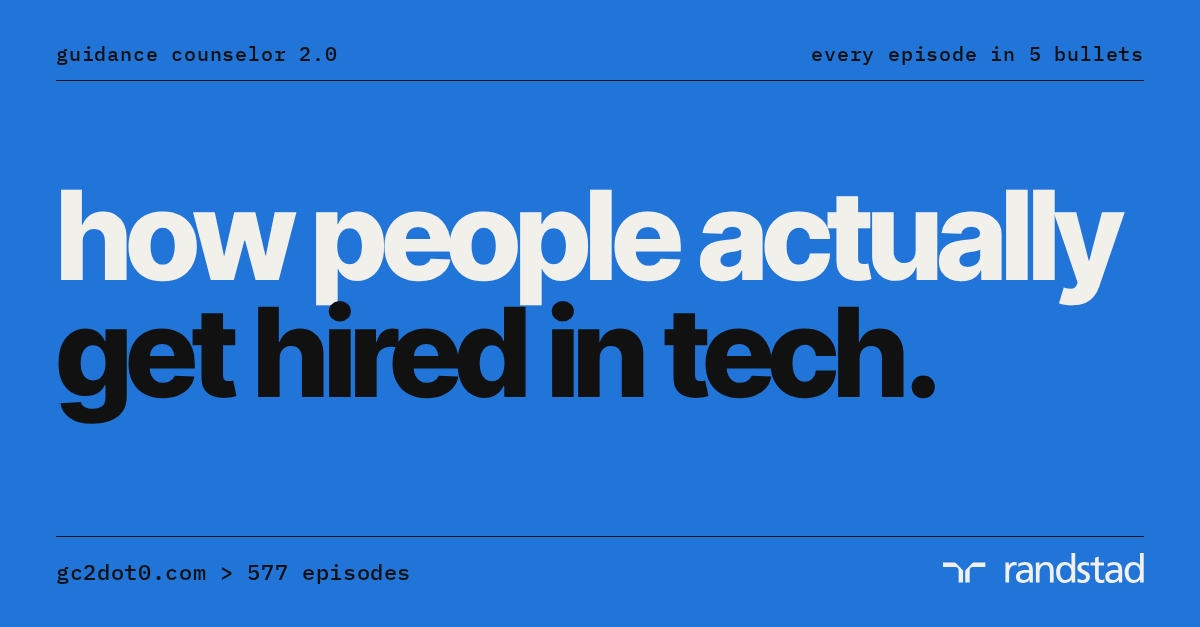 guidance counselor 2.0
every episode in 5 bullets
how people actually
get hired in tech.
gc2dot0.com > 577 episodes
randstad